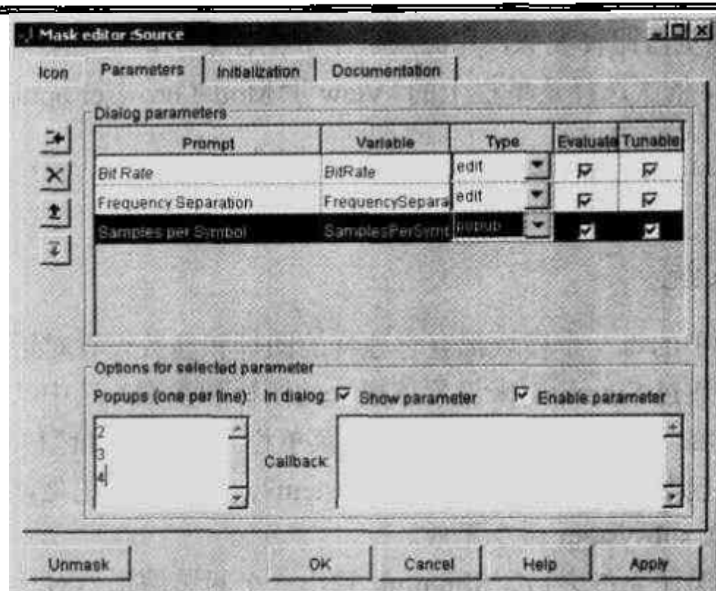 Mask editor :Source
Icon Parameters Initialization Documentation
Dialog parameters
Prompt Variable Type Evaluate Tunable
Bit Rate BitRate edit
Frequency Separation FrequencySepara edit
Samples per Symbol SamplesPerSymb popup
Options for selected parameter
Popups (one per line): In dialog: Show parameter Enable parameter
2
3
4
Callback:
Unmask OK Cancel Help Apply